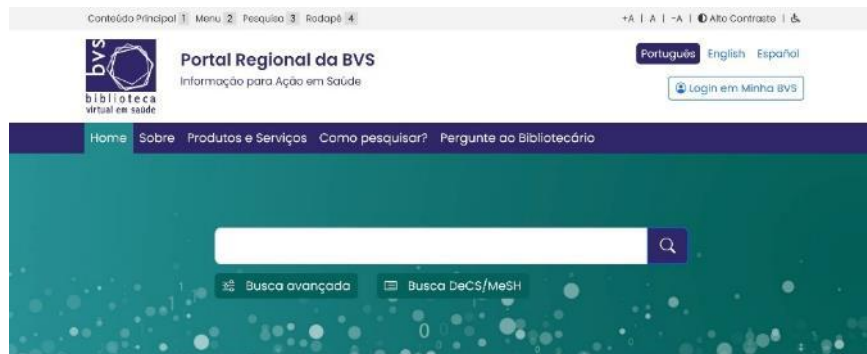 Conteúdo Principal 1 Menu 2 Pesquisa 3 Rodapé 4
+A | A | -A | Alto Contraste |
bvs
biblioteca
virtual em saúde
Portal Regional da BVS
Informação para Ação em Saúde
Português English Español
Login em Minha BVS
Home Sobre Produtos e Serviços Como pesquisar? Pergunte ao Bibliotecário
Busca avançada Busca DeCS/MeSH